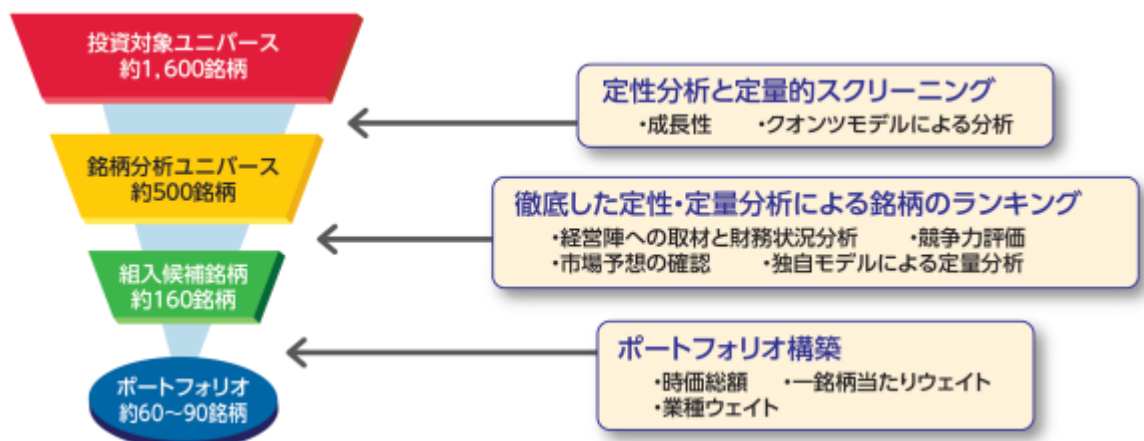 投資対象ユニバース
約1,600銘柄
定性分析と定量的スクリーニング
・成長性 ・クオンツモデルによる分析
銘柄分析ユニバース
約500銘柄
徹底した定性・定量分析による銘柄のランキング
・経営陣への取材と財務状況分析 ・競争力評価
・市場予想の確認 ・独自モデルによる定量分析
組入候補銘柄
約160銘柄
ポートフォリオ構築
・時価総額 ・一銘柄当たりウェイト
・業種ウェイト
ポートフォリオ
約60〜90銘柄